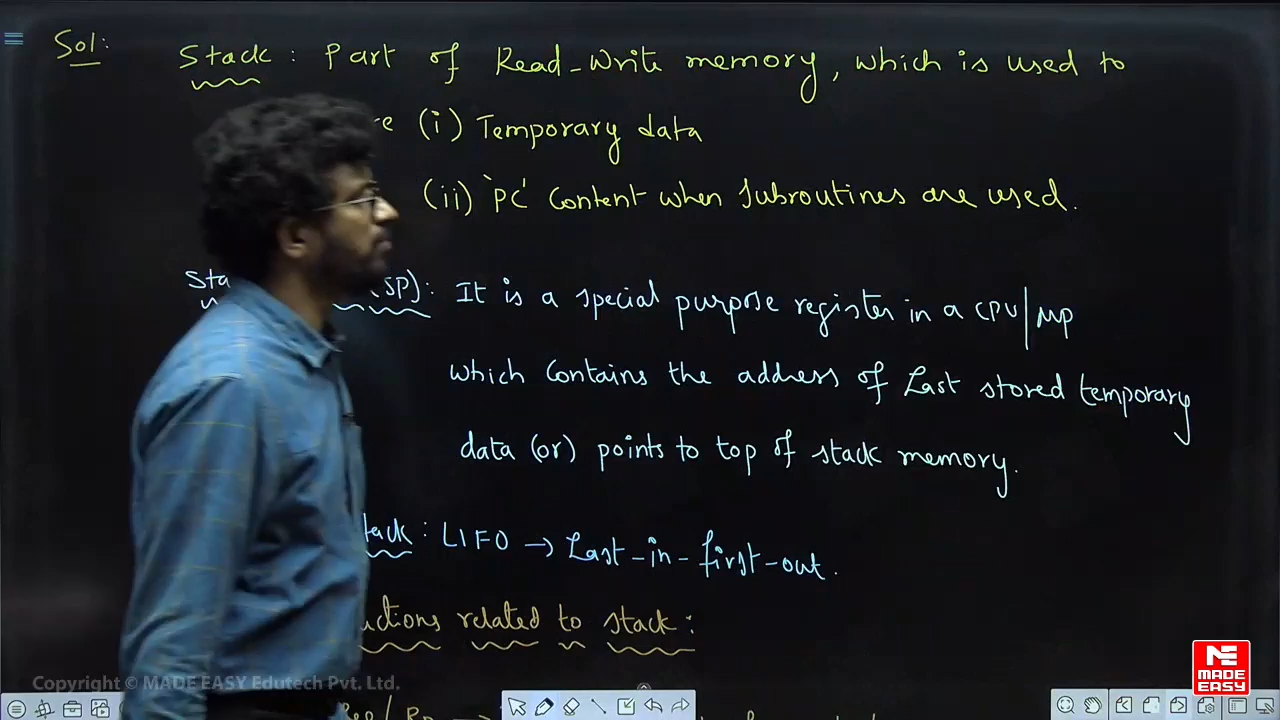 Sol:
Stack: Part of Read-Write memory, which is used to
re (i) Temporary data
(ii) 'PC' Content when subroutines are used.
Sta (SP): It is a special purpose register in a CPU/μp
which contains the address of Last stored temporary
data (or) points to top of stack memory.
tack: LIFO → Last-in-first-out.
uctions related to stack:
Copyright © MADE EASY Edutech Pvt. Ltd.
ME
MADE
EASY